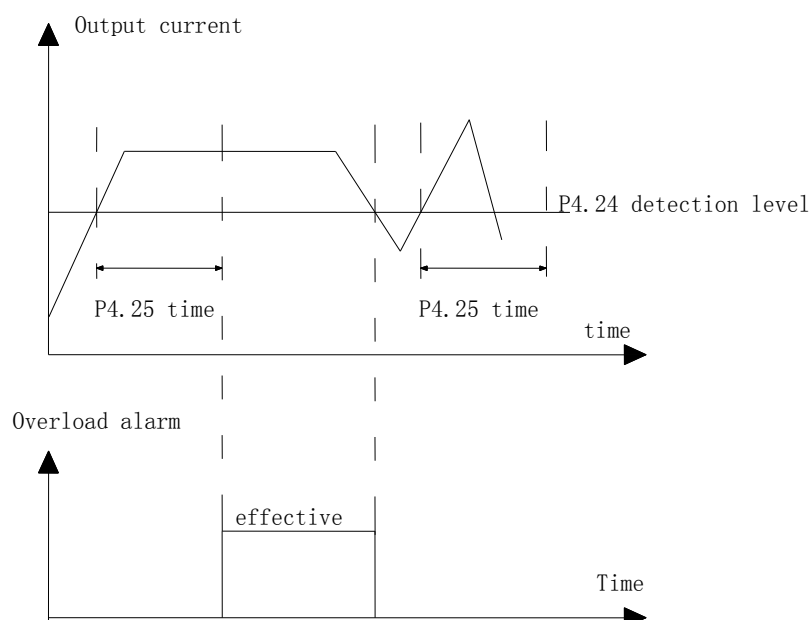 Output current
P4.24 detection level
P4.25 time
P4.25 time
time
Overload alarm
effective
Time